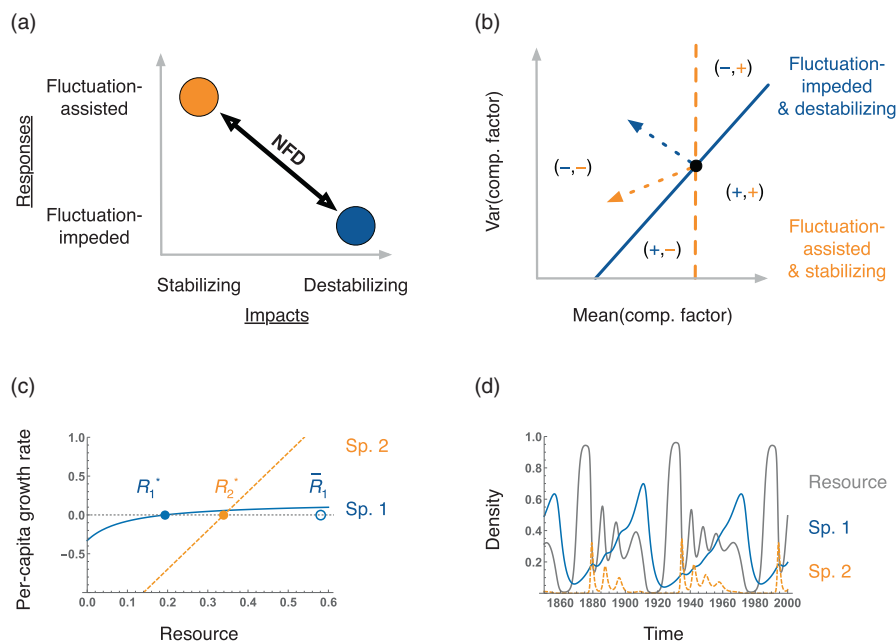 (a)
Fluctuation-
assisted
Responses
NFD
Fluctuation-
impeded
Stabilizing
Destabilizing
Impacts
(b)
Var(comp. factor)
(−,+)
(−,−)
(+,+)
(+,−)
Fluctuation-
impeded
& destabilizing
Fluctuation-
assisted
& stabilizing
Mean(comp. factor)
(c)
Per-capita growth rate
1.0
0.5
0.0
−0.5
R1*
R2*
R̅1
Sp. 2
Sp. 1
0.0 0.1 0.2 0.3 0.4 0.5 0.6
Resource
(d)
Density
1.0
0.8
0.6
0.4
0.2
Resource
Sp. 1
Sp. 2
1860 1880 1900 1920 1940 1960 1980 2000
Time